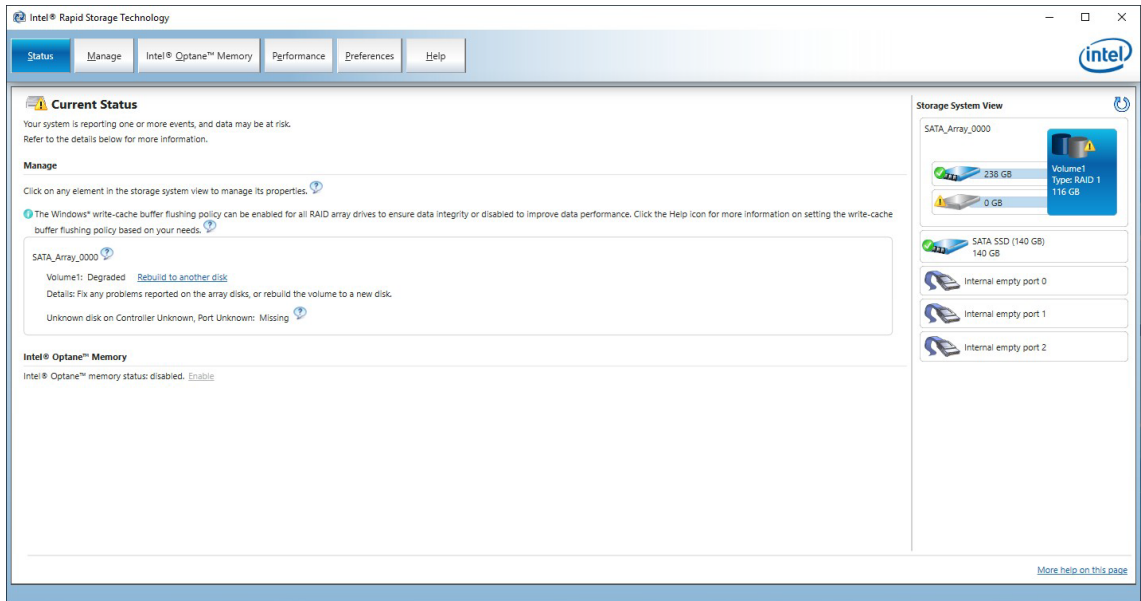 Intel® Rapid Storage Technology
Status
Manage
Intel® Optane™ Memory
Performance
Preferences
Help
intel
Current Status
Your system is reporting one or more events, and data may be at risk.
Refer to the details below for more information.
Manage
Click on any element in the storage system view to manage its properties.
The Windows* write-cache buffer flushing policy can be enabled for all RAID array drives to ensure data integrity or disabled to improve data performance. Click the Help icon for more information on setting the write-cache
buffer flushing policy based on your needs.
SATA_Array_0000
Volume1: Degraded Rebuild to another disk
Details: Fix any problems reported on the array disks, or rebuild the volume to a new disk.
Unknown disk on Controller Unknown, Port Unknown: Missing
Intel® Optane™ Memory
Intel® Optane™ memory status: disabled. Enable
Storage System View
SATA_Array_0000
238 GB
0 GB
Volume1
Type: RAID 1
116 GB
SATA SSD (140 GB)
140 GB
Internal empty port 0
Internal empty port 1
Internal empty port 2
More help on this page